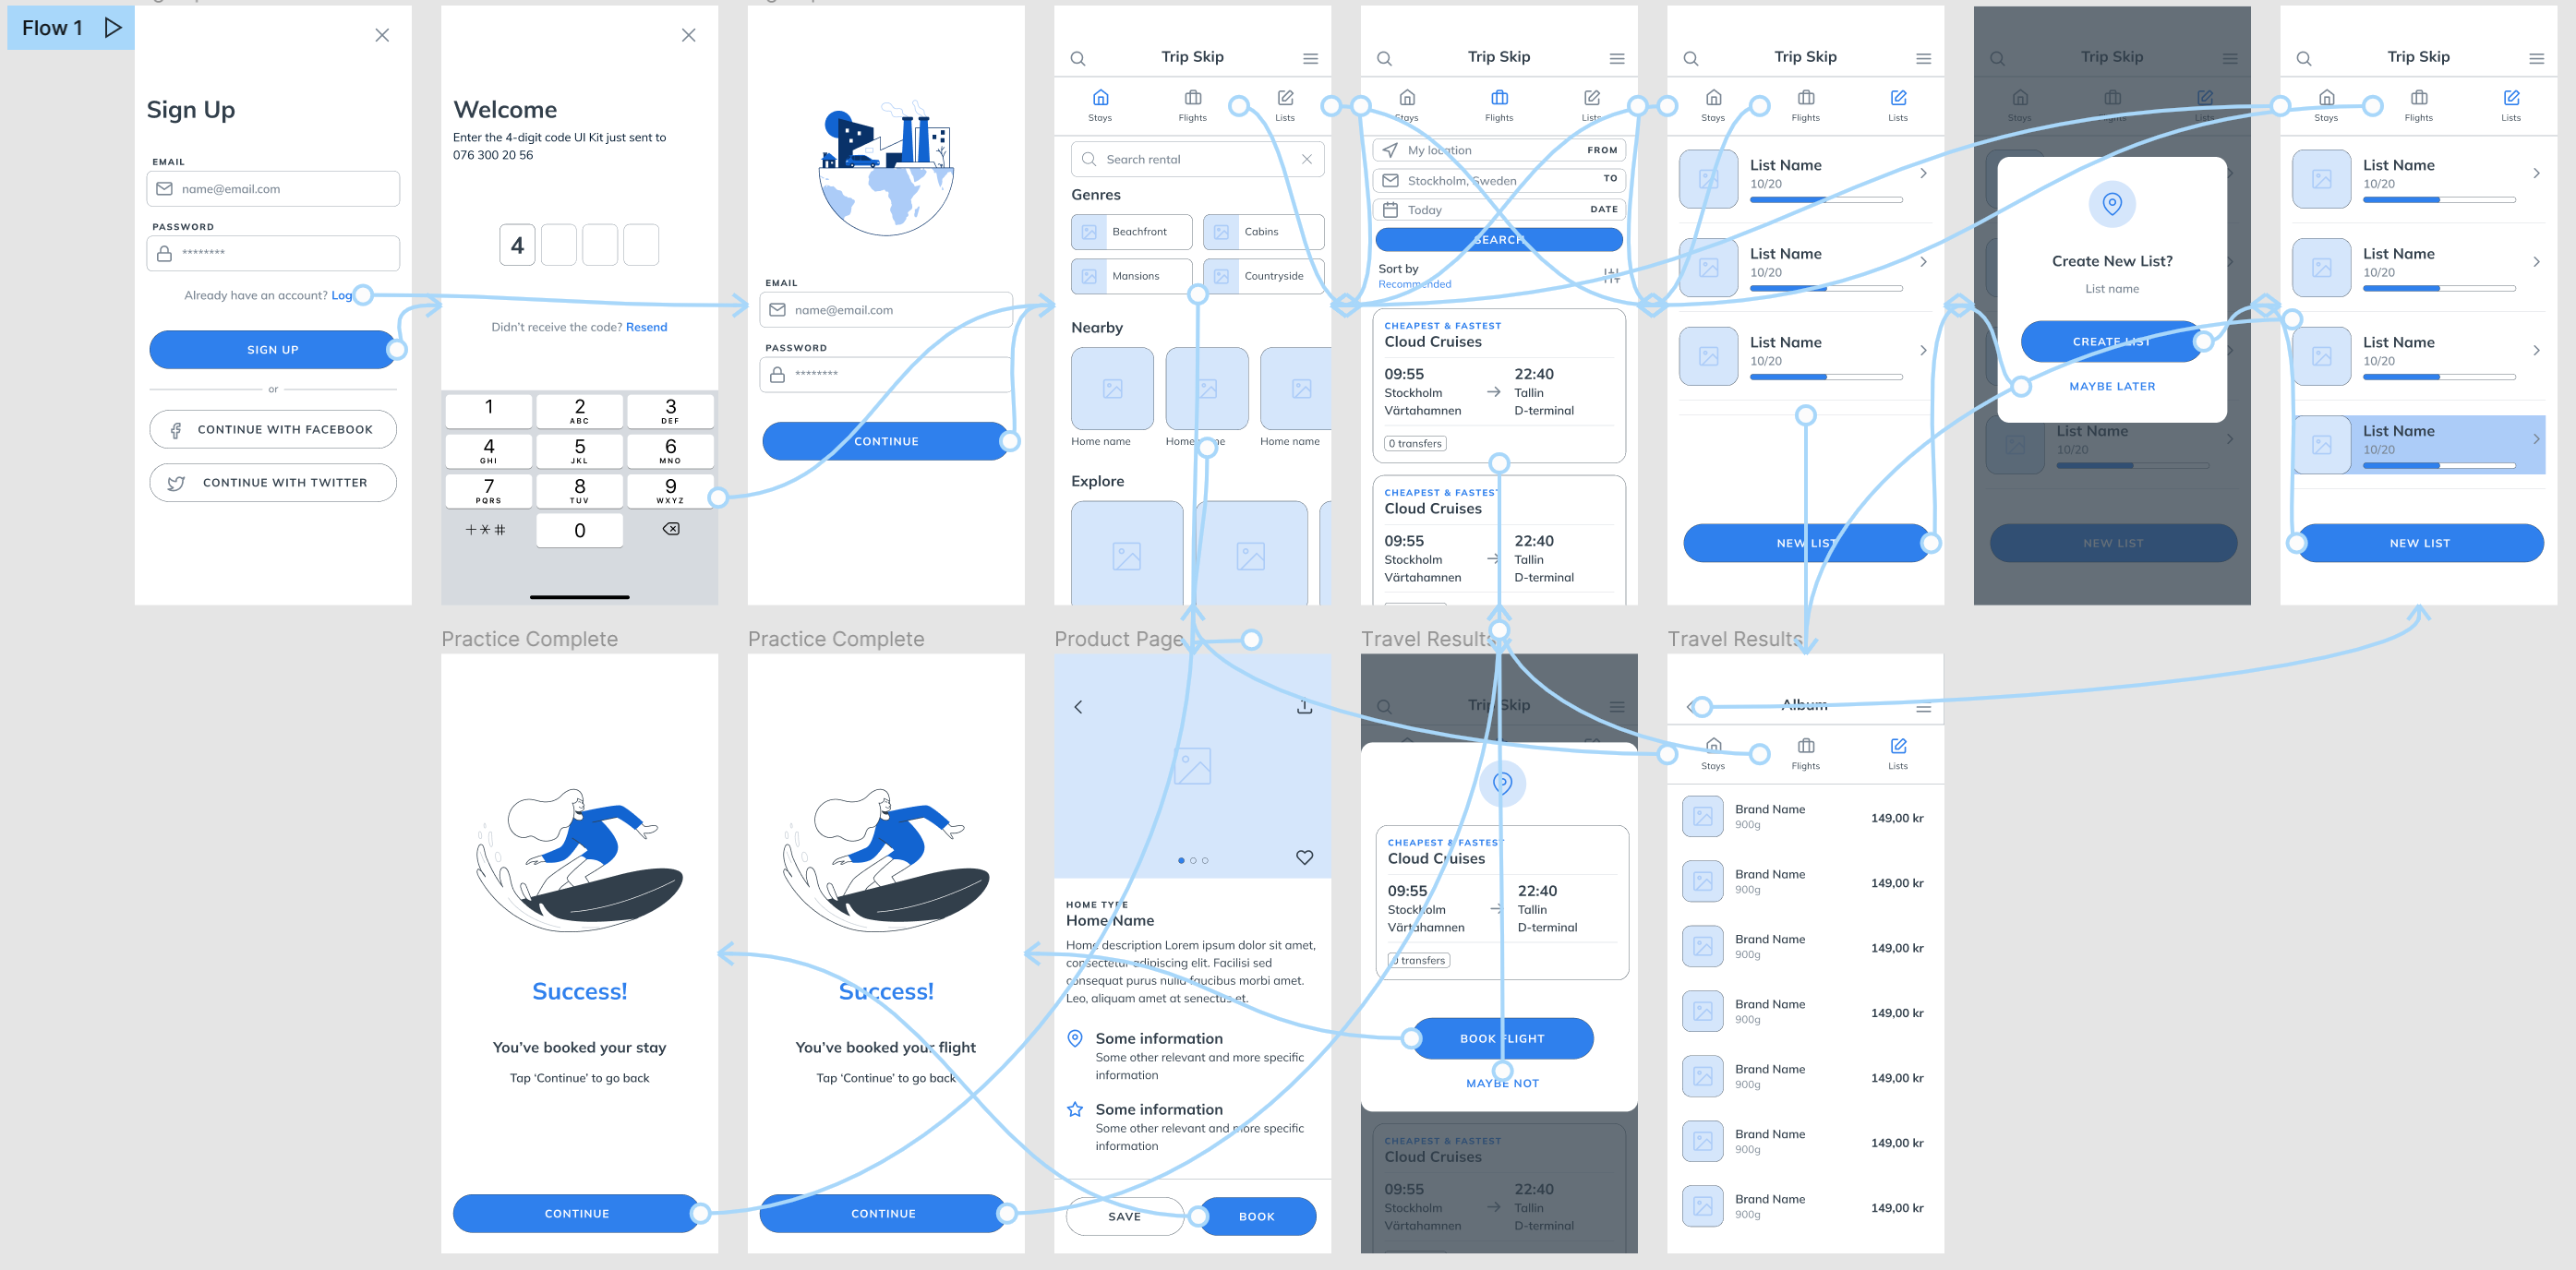 Flow 1
Sign Up
EMAIL
name@email.com
PASSWORD
********
Already have an account? Log
SIGN UP
or
CONTINUE WITH FACEBOOK
CONTINUE WITH TWITTER
Welcome
Enter the 4-digit code UI Kit just sent to
076 300 20 56
4
Didn't receive the code? Resend
1
2 ABC
3 DEF
4 GHI
5 JKL
6 MNO
7 PQRS
8 TUV
9 WXYZ
+*#
0
EMAIL
name@email.com
PASSWORD
********
CONTINUE
Trip Skip
Stays
Flights
Lists
Search rental
Genres
Beachfront
Cabins
Mansions
Countryside
Nearby
Home name
Home name
Home name
Explore
Trip Skip
Stays
Flights
Lists
My location
FROM
Stockholm, Sweden
TO
Today
DATE
SEARCH
Sort by
Recommended
CHEAPEST & FASTEST
Cloud Cruises
09:55
22:40
Stockholm
Tallin
Värtahamnen
D-terminal
0 transfers
CHEAPEST & FASTEST
Cloud Cruises
09:55
22:40
Stockholm
Tallin
Värtahamnen
D-terminal
Trip Skip
Stays
Flights
Lists
List Name
10/20
List Name
10/20
List Name
10/20
NEW LIST
Trip Skip
Stays
Flights
Lists
Create New List?
List name
CREATE LIST
MAYBE LATER
List Name
10/20
NEW LIST
Trip Skip
Stays
Flights
Lists
List Name
10/20
List Name
10/20
List Name
10/20
List Name
10/20
NEW LIST
Practice Complete
Success!
You've booked your stay
Tap 'Continue' to go back
CONTINUE
Practice Complete
Success!
You've booked your flight
Tap 'Continue' to go back
CONTINUE
Product Page
HOME TYPE
Home Name
Home description Lorem ipsum dolor sit amet,
consectetur adipiscing elit. Facilisi sed
consequat purus nulla faucibus morbi amet.
Leo, aliquam amet at senectus et.
Some information
Some other relevant and more specific
information
Some information
Some other relevant and more specific
information
SAVE
BOOK
Travel Results
Trip Skip
CHEAPEST & FASTEST
Cloud Cruises
09:55
22:40
Stockholm
Tallin
Värtahamnen
D-terminal
0 transfers
BOOK FLIGHT
MAYBE NOT
CHEAPEST & FASTEST
Cloud Cruises
09:55
22:40
Stockholm
Tallin
Värtahamnen
D-terminal
Travel Results
Album
Stays
Flights
Lists
Brand Name
900g
149,00 kr
Brand Name
900g
149,00 kr
Brand Name
900g
149,00 kr
Brand Name
900g
149,00 kr
Brand Name
900g
149,00 kr
Brand Name
900g
149,00 kr
Brand Name
900g
149,00 kr